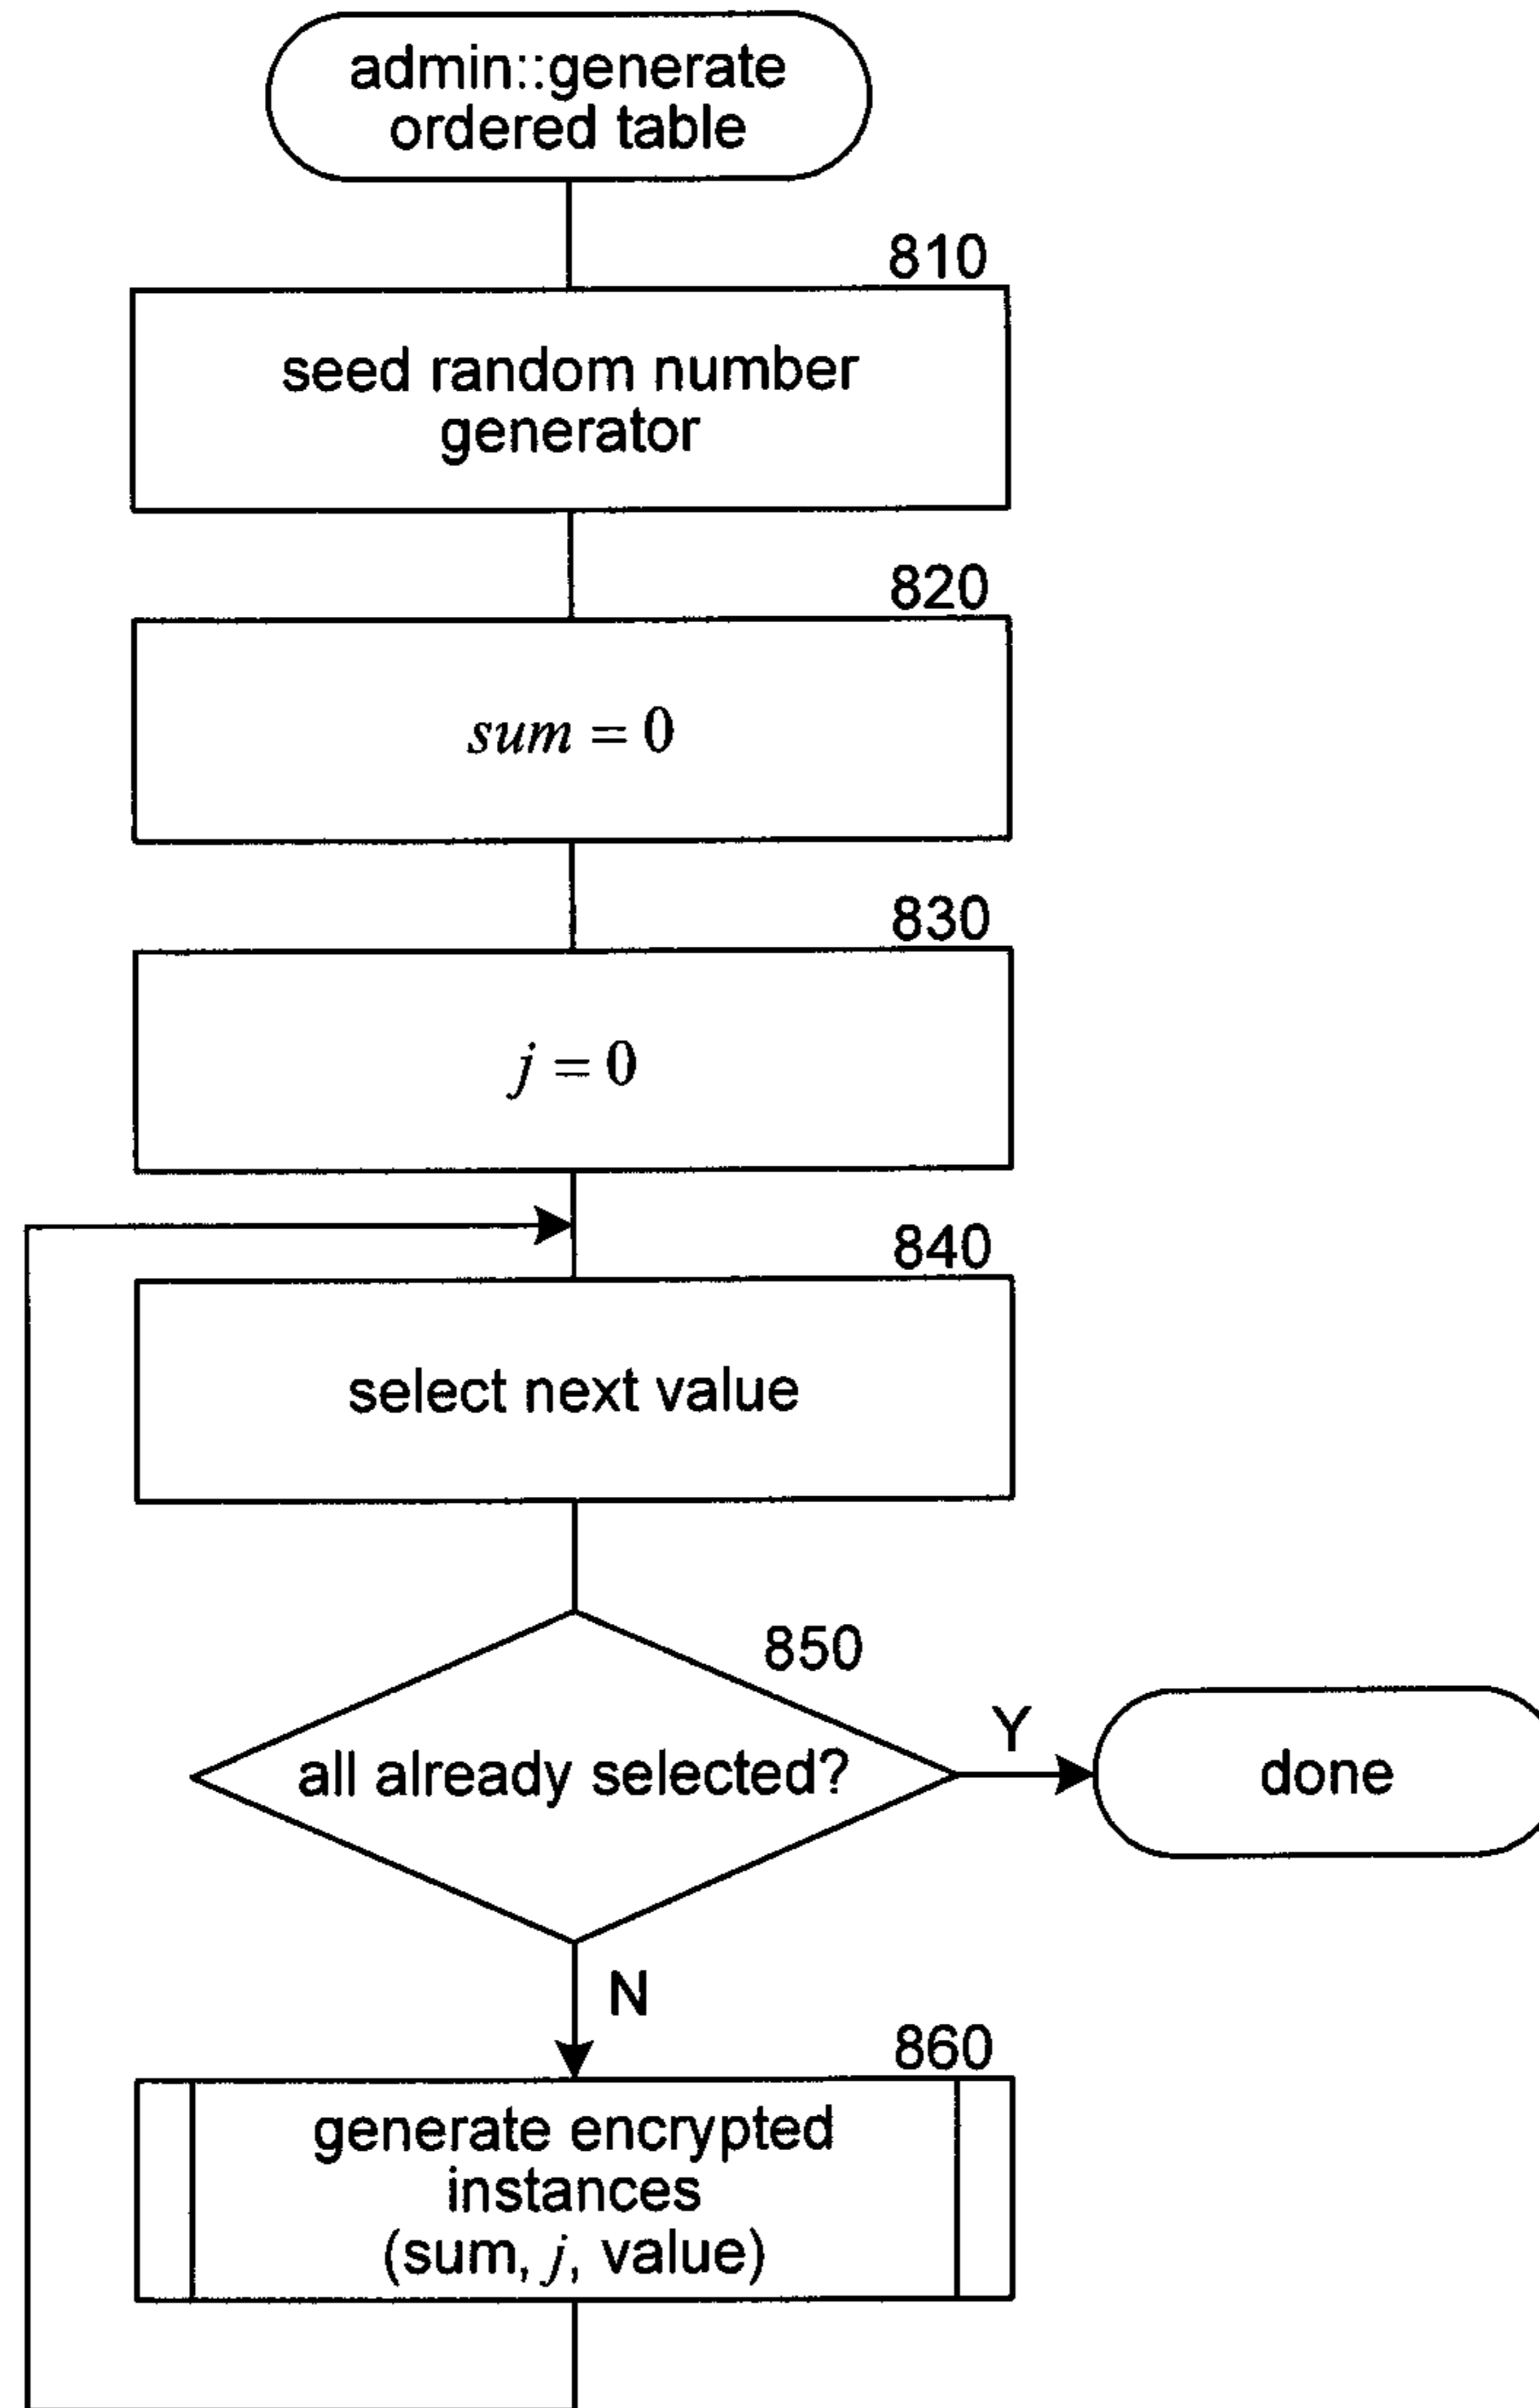 admin::generate
ordered table
810
seed random number
generator
820
sum = 0
830
j = 0
840
select next value
850
all already selected?
Y
done
N
860
generate encrypted
instances
(sum, j, value)